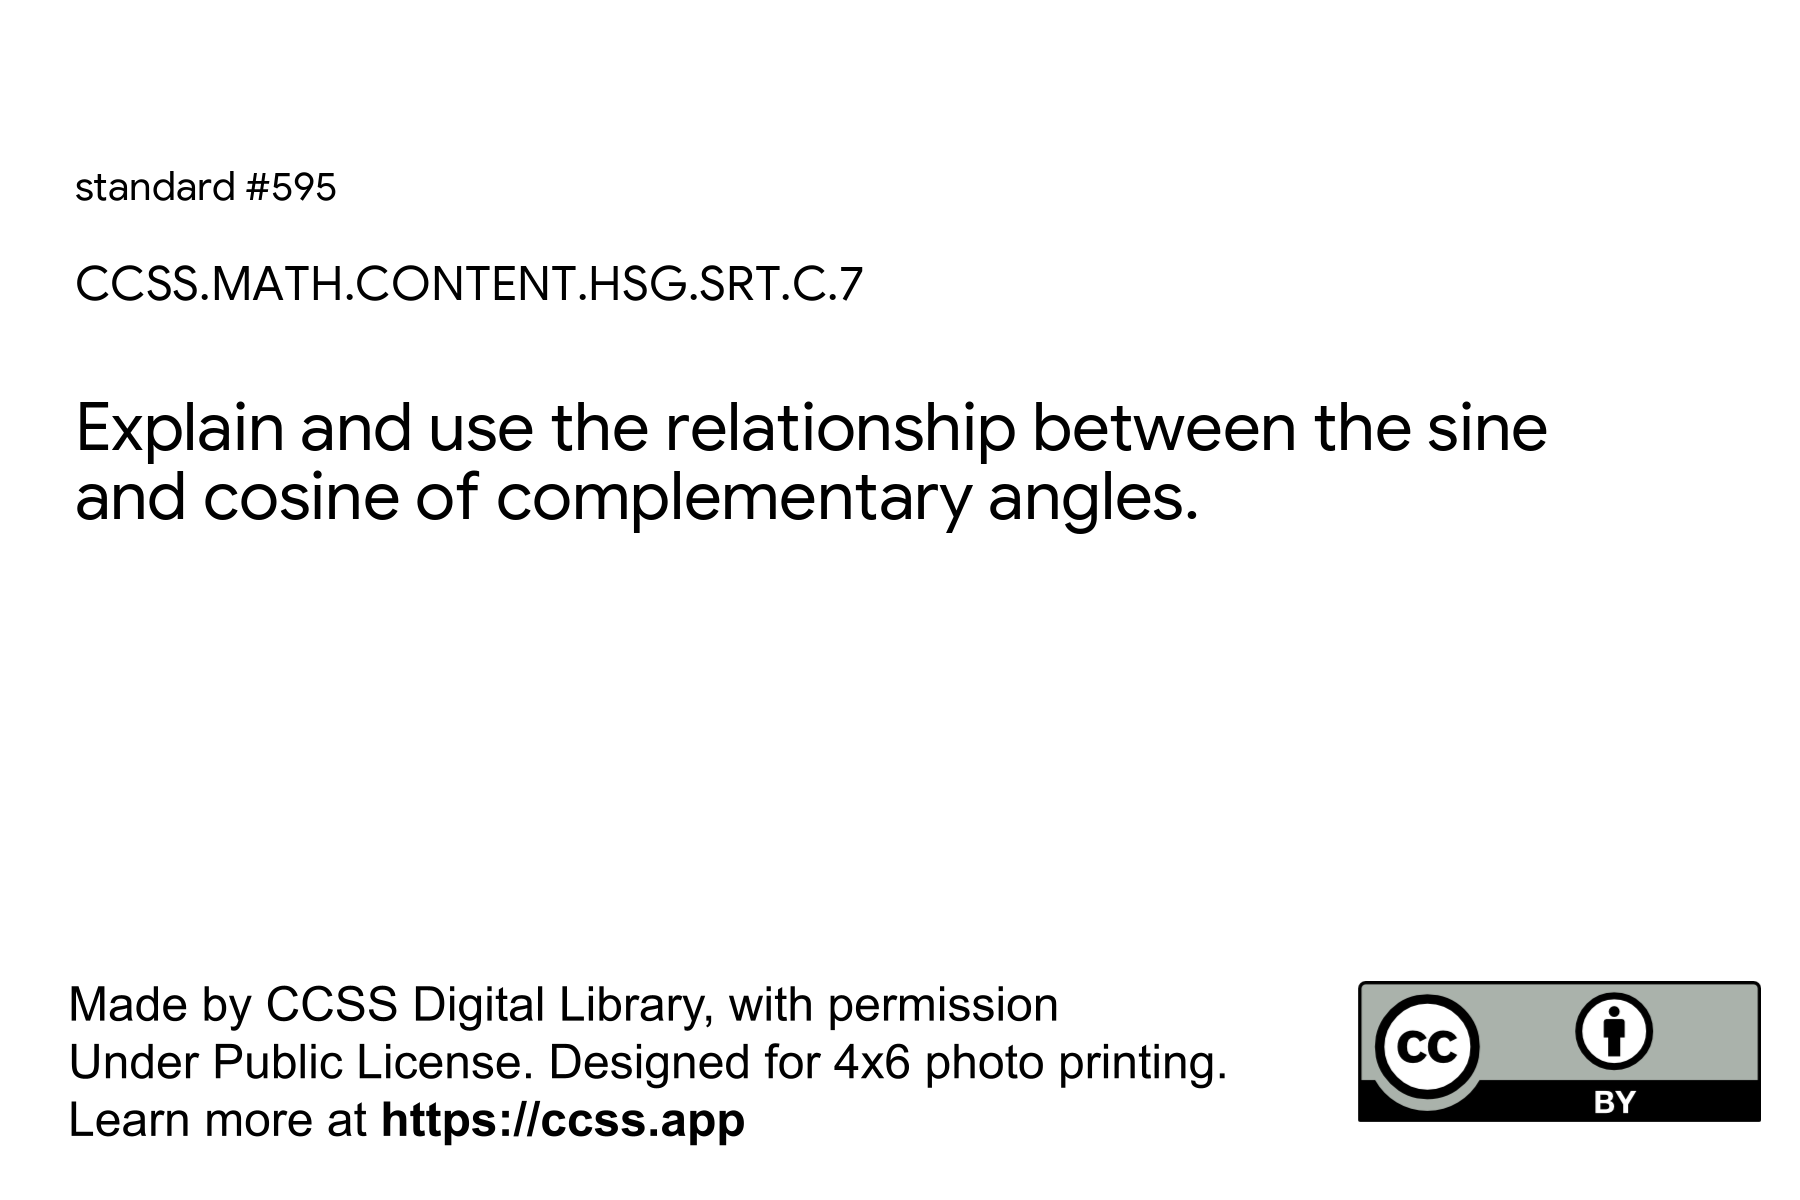 standard #595
CCSS.MATH.CONTENT.HSG.SRT.C.7
Explain and use the relationship between the sine
and cosine of complementary angles.
Made by CCSS Digital Library, with permission
Under Public License. Designed for 4x6 photo printing.
Learn more at https://ccss.app
cc
BY